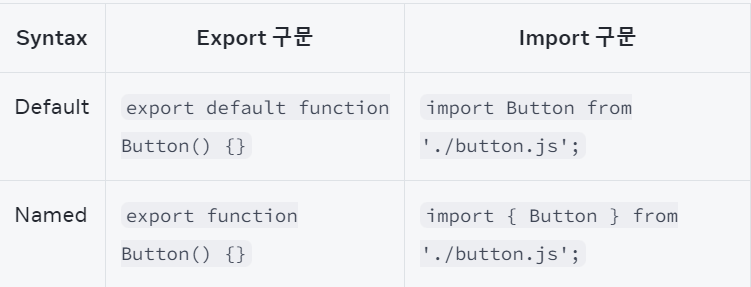 Syntax Export 구문 Import 구문
Default
export default function
Button() {}
import Button from
'./button.js';
Named
export function
Button() {}
import { Button } from
'./button.js';